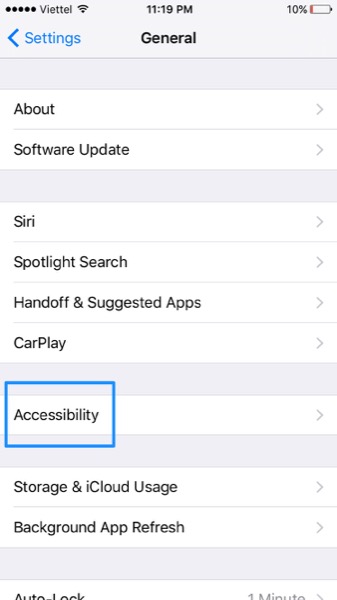 Viettel 11:19 PM 10%
Settings General
About
Software Update
Siri
Spotlight Search
Handoff & Suggested Apps
CarPlay
Accessibility
Storage & iCloud Usage
Background App Refresh
Auto-Lock 1 Minute